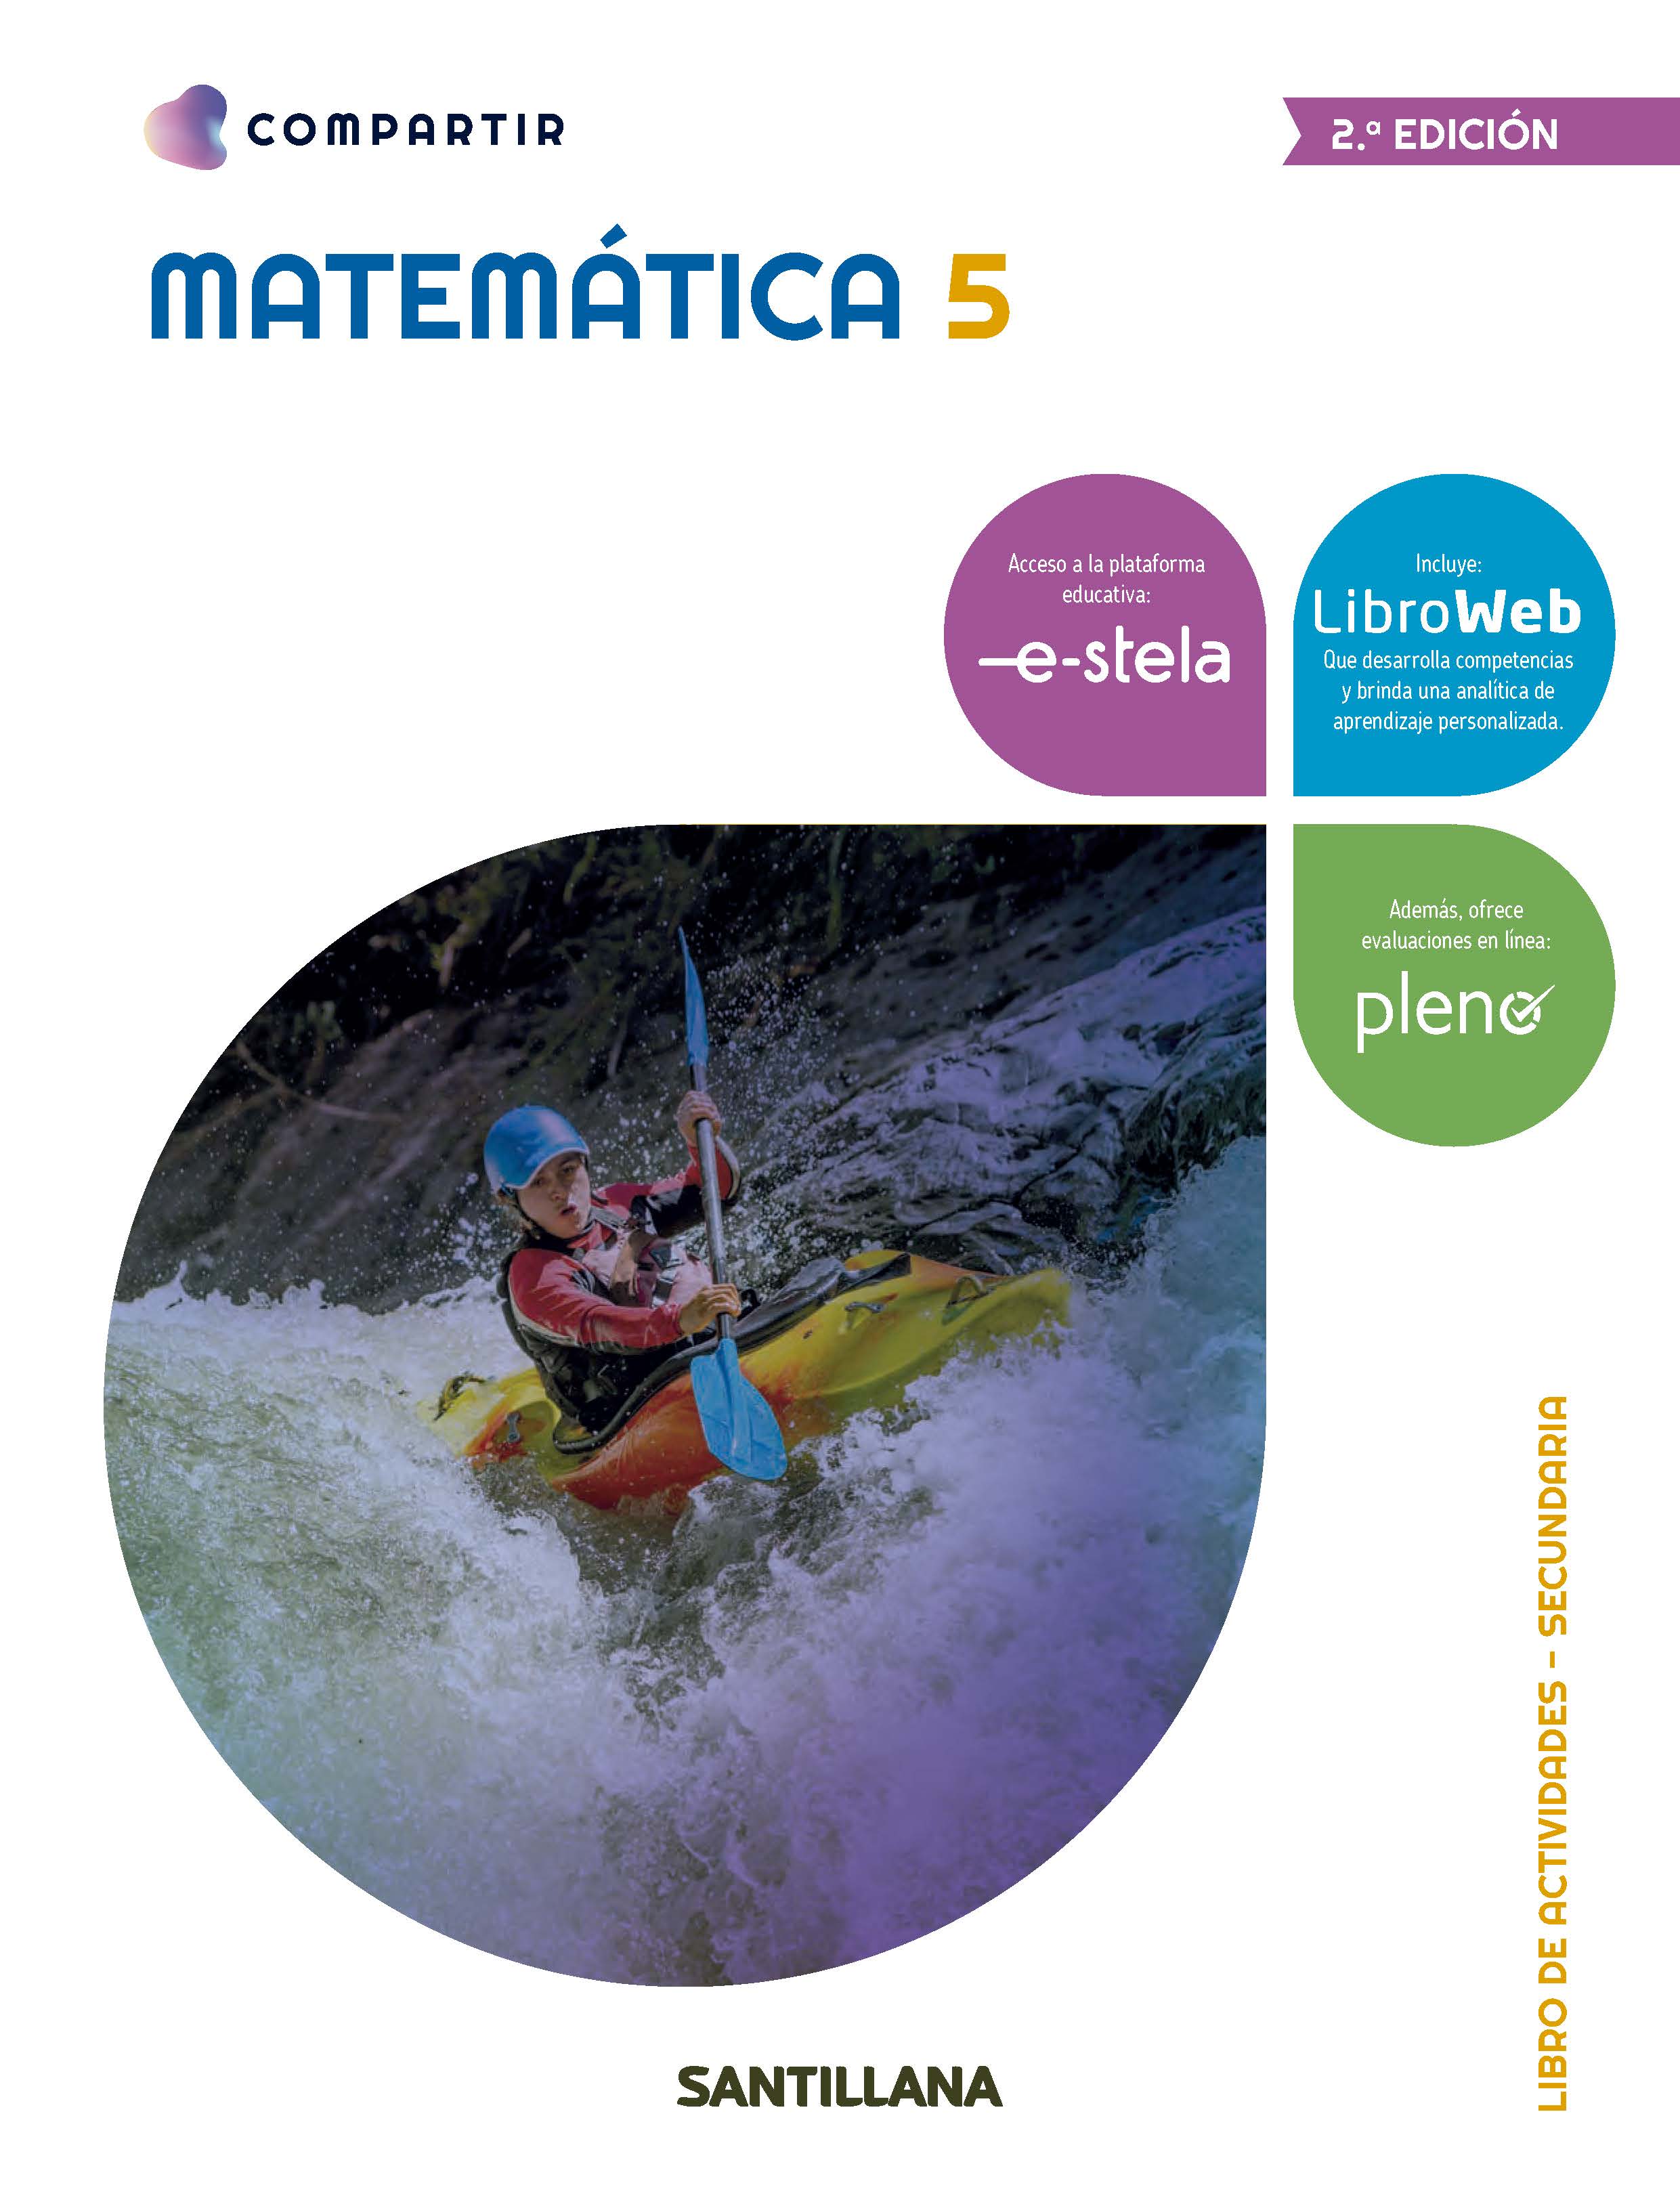 COMPARTIR
2.ª EDICIÓN
MATEMÁTICA 5
Acceso a la plataforma
educativa:
e-stela
Incluye:
LibroWeb
Que desarrolla competencias
y brinda una analítica de
aprendizaje personalizada.
Además, ofrece
evaluaciones en línea:
pleno
LIBRO DE ACTIVIDADES – SECUNDARIA
SANTILLANA